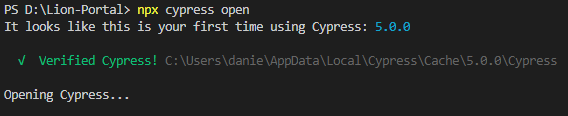 PS D:\Lion-Portal> npx cypress open
It looks like this is your first time using Cypress: 5.0.0
√ Verified Cypress! C:\Users\danie\AppData\Local\Cypress\Cache\5.0.0\Cypress
Opening Cypress...